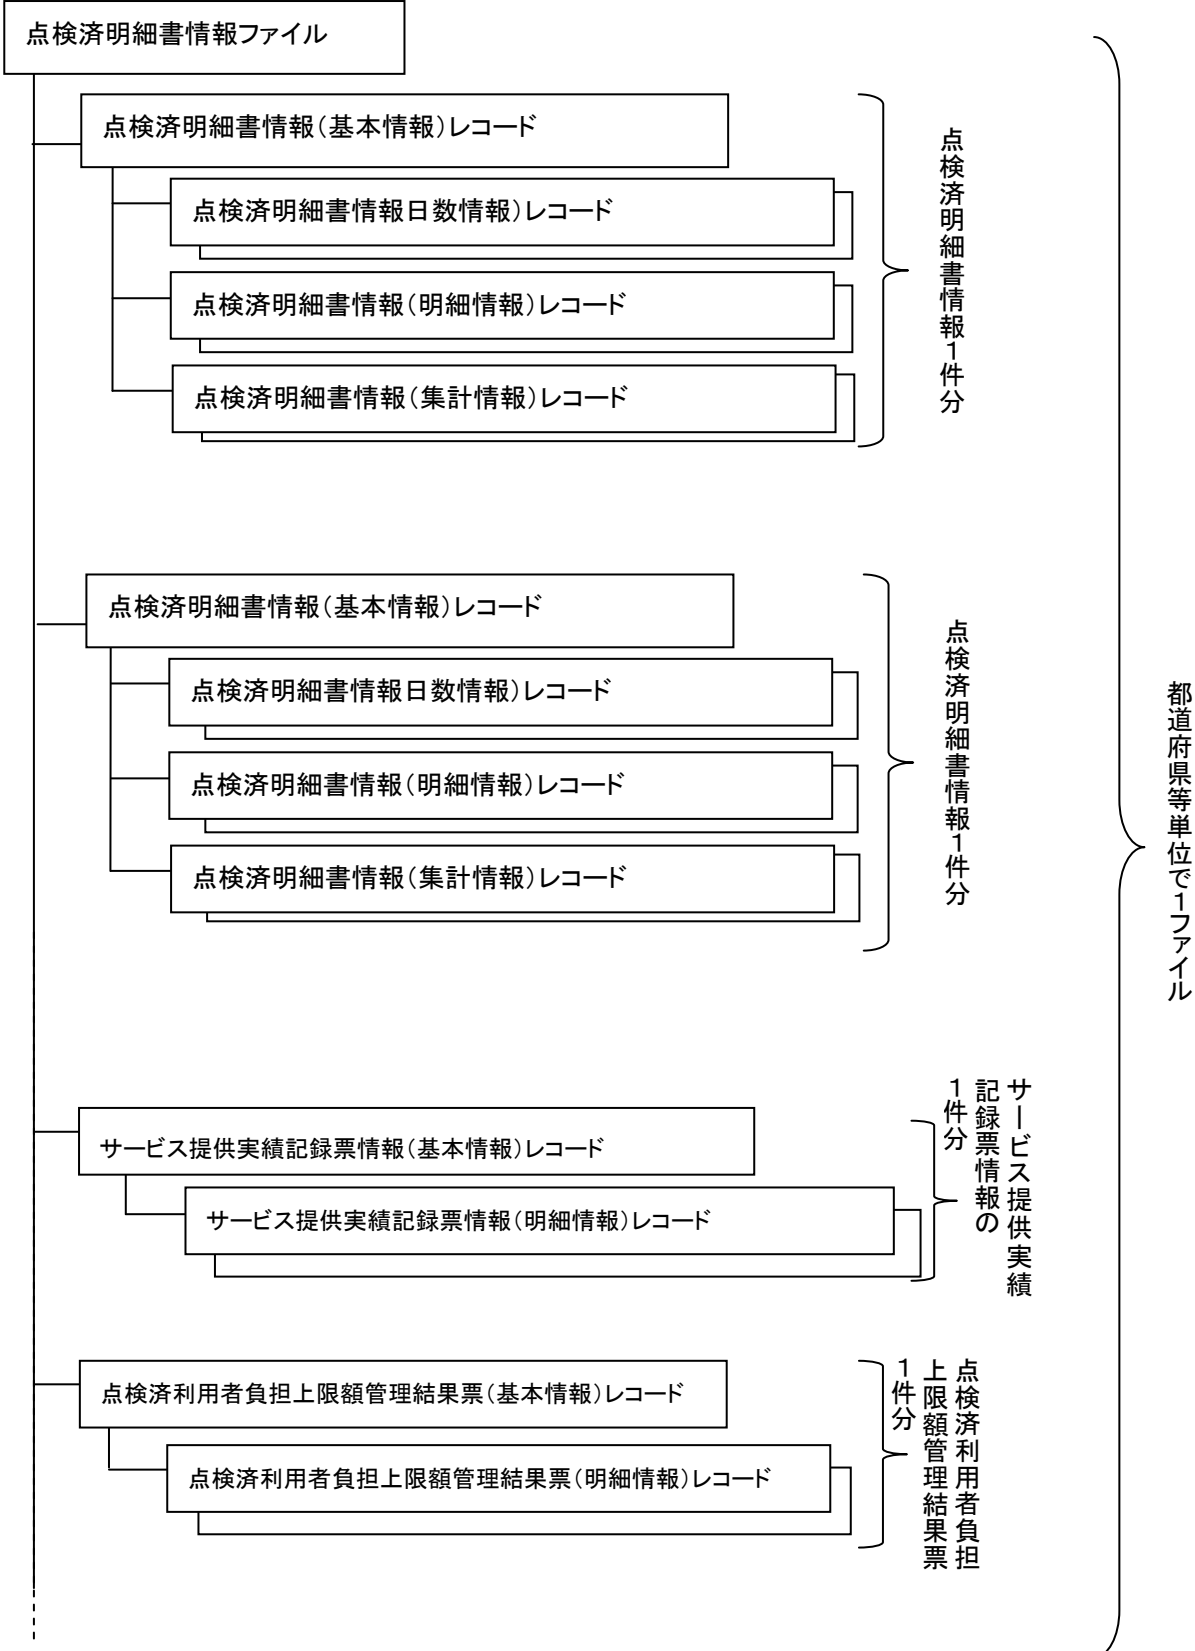 点検済明細書情報ファイル
点検済明細書情報(基本情報)レコード
点検済明細書情報日数情報)レコード
点検済明細書情報(明細情報)レコード
点検済明細書情報(集計情報)レコード
点検済明細書情報1件分
点検済明細書情報(基本情報)レコード
点検済明細書情報日数情報)レコード
点検済明細書情報(明細情報)レコード
点検済明細書情報(集計情報)レコード
点検済明細書情報1件分
サービス提供実績記録票情報(基本情報)レコード
サービス提供実績記録票情報(明細情報)レコード
サービス提供実績
記録票情報の
1件分
点検済利用者負担上限額管理結果票(基本情報)レコード
点検済利用者負担上限額管理結果票(明細情報)レコード
点検済利用者負担
上限額管理結果票
1件分
都道府県等単位で1ファイル